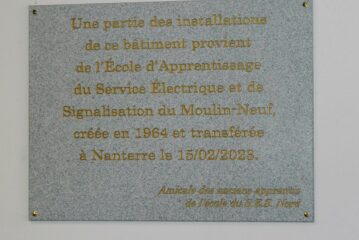 Une partie des installations
de ce bâtiment provient
de l'École d'Apprentissage
du Service Électrique et de
Signalisation du Moulin-Neuf,
créée en 1964 et transférée
à Nanterre le 15/02/2023.
Amicale des anciens apprentis
de l'école du S.E.S. Nord